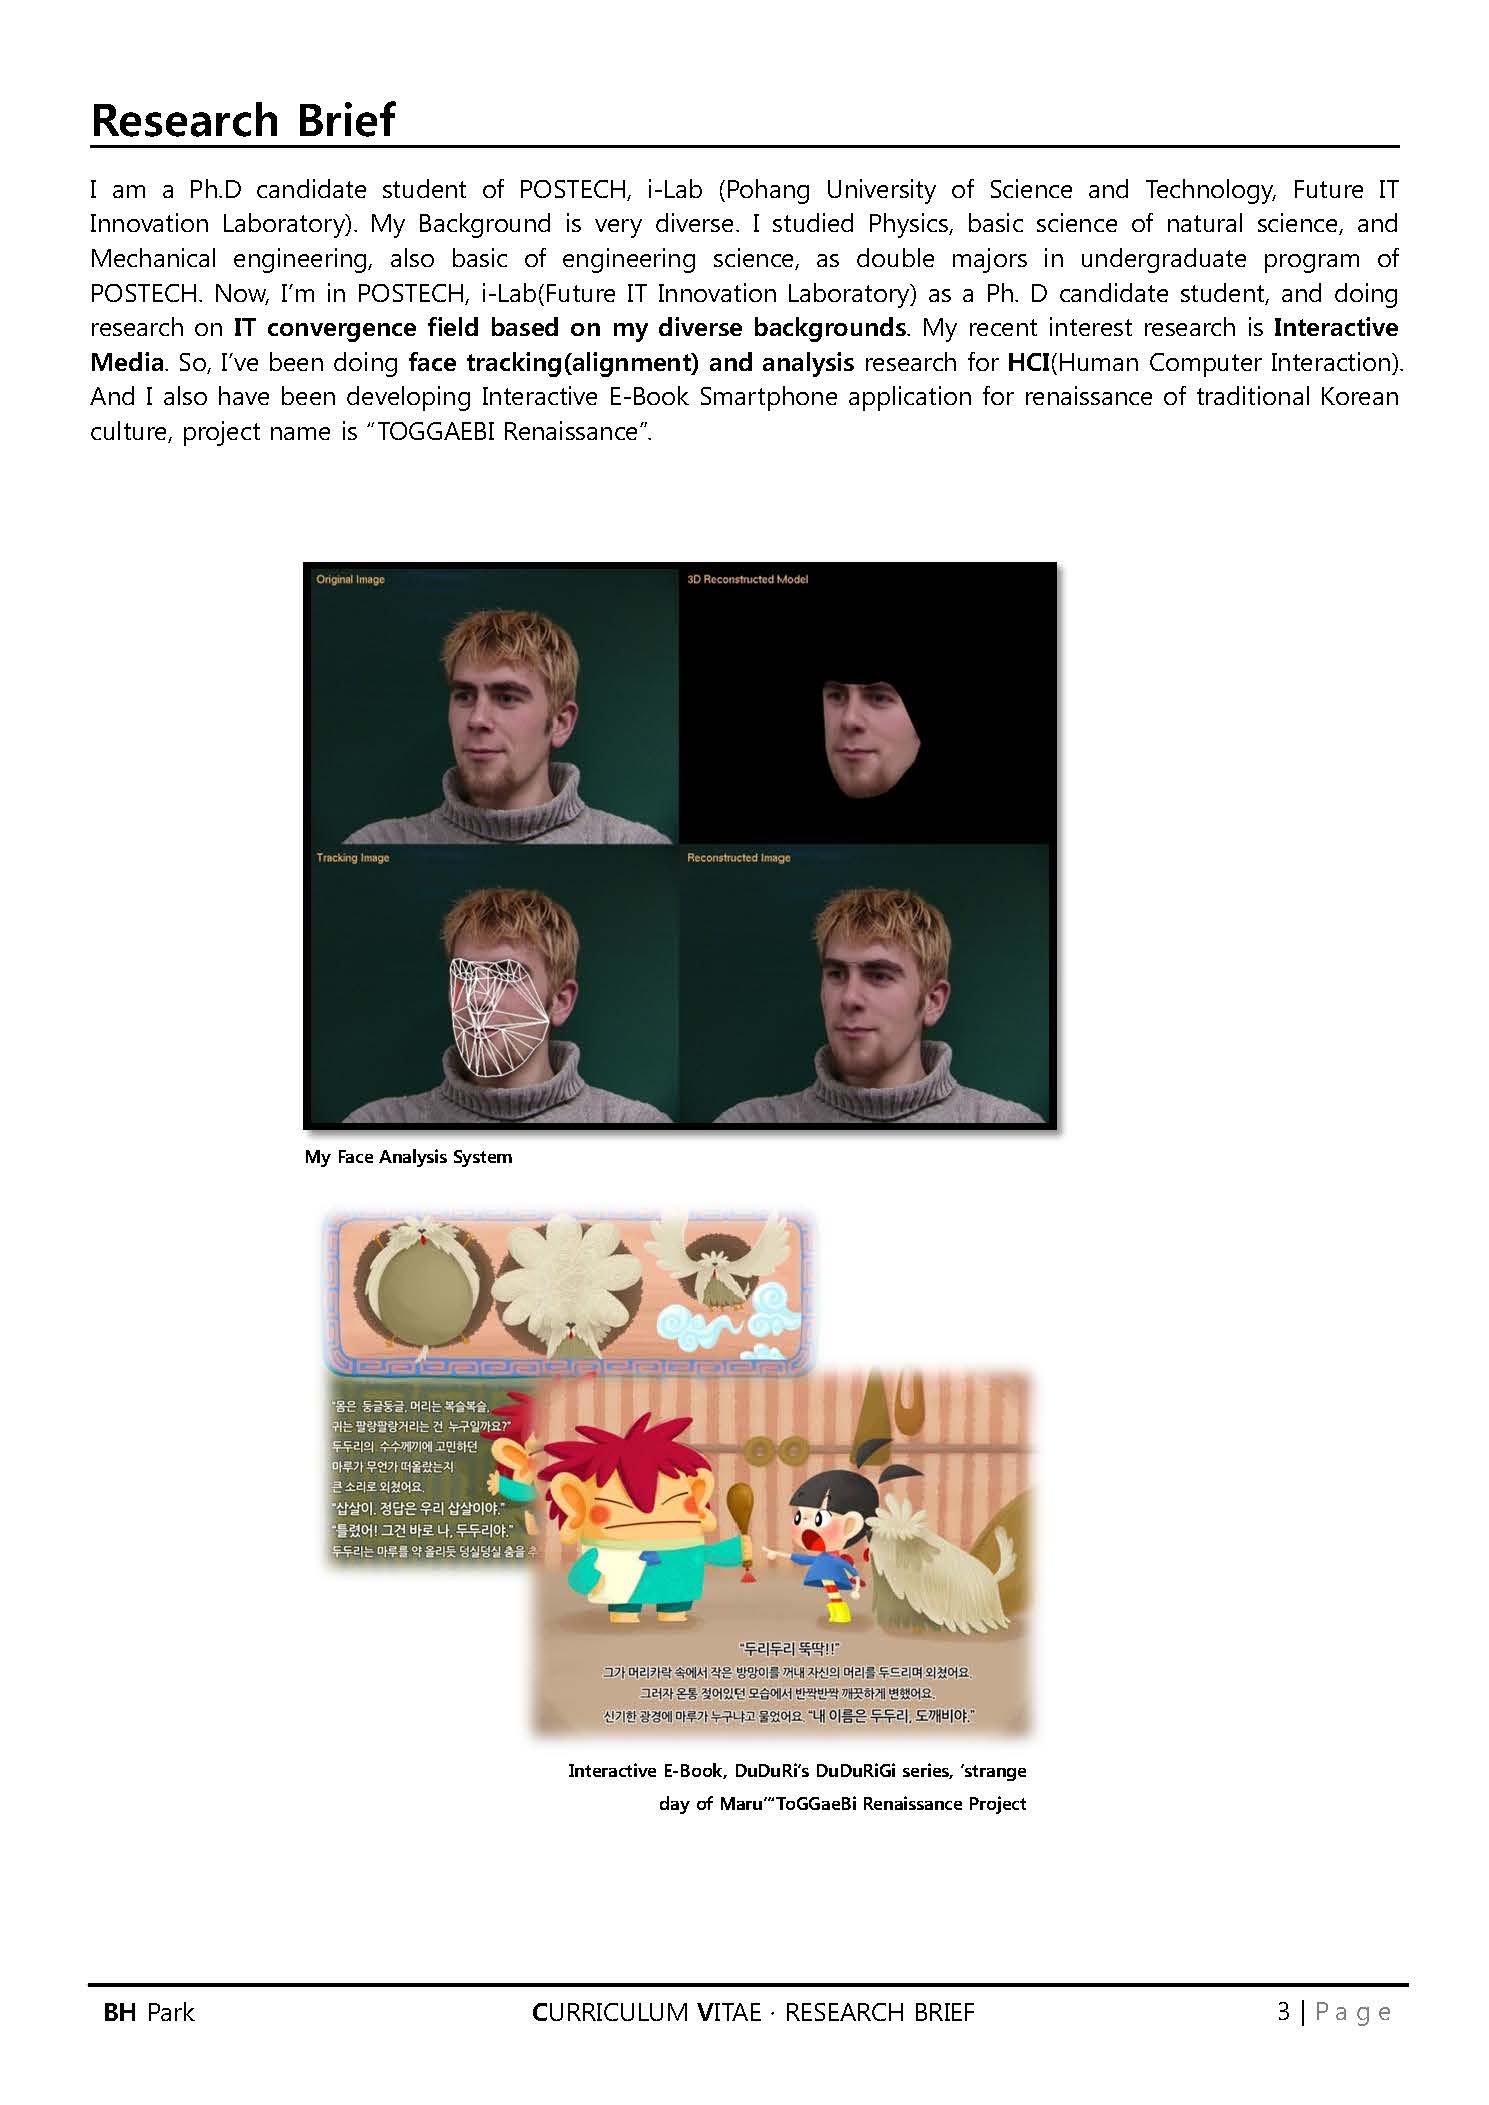 Research Brief
I am a Ph.D candidate student of POSTECH, i-Lab (Pohang University of Science and Technology, Future IT
Innovation Laboratory). My Background is very diverse. I studied Physics, basic science of natural science, and
Mechanical engineering, also basic of engineering science, as double majors in undergraduate program of
POSTECH. Now, I’m in POSTECH, i-Lab(Future IT Innovation Laboratory) as a Ph. D candidate student, and doing
research on IT convergence field based on my diverse backgrounds. My recent interest research is Interactive
Media. So, I’ve been doing face tracking(alignment) and analysis research for HCI(Human Computer Interaction).
And I also have been developing Interactive E-Book Smartphone application for renaissance of traditional Korean
culture, project name is “TOGGAEBI Renaissance”.
Original Image
3D Reconstructed Model
Tracking Image
Reconstructed Image
My Face Analysis System
"몸은 둥글둥글, 머리는 복슬복슬,
귀는 팔랑팔랑거리는 건 누구일까요?"
두두리의 수수께끼에 고민하던
마루가 무언가 떠올랐는지
큰 소리로 외쳤어요.
"삽살이. 정답은 우리 삽살이야."
"틀렸어! 그건 바로 나, 두두리야."
두두리는 마루를 약 올리듯 덩실덩실 춤을 추
"두리두리 뚝딱!!"
그가 머리카락 속에서 작은 방망이를 꺼내 자신의 머리를 두드리며 외쳤어요.
그러자 온통 젖어있던 모습에서 반짝반짝 깨끗하게 변했어요.
신기한 광경에 마루가 누구냐고 물었어요. "내 이름은 두두리, 도깨비야."
Interactive E-Book, DuDuRi’s DuDuRiGi series, ‘strange
day of Maru’“ToGGaeBi Renaissance Project
BH Park
CURRICULUM VITAE · RESEARCH BRIEF
3 | Page